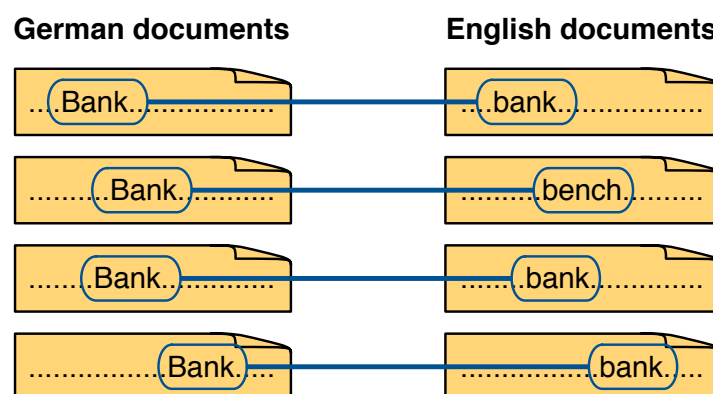 German documents English documents
....Bank................... .....bank...................
..........Bank............ ............bench..........
........Bank.............. ..........bank...............
.................Bank..... ...................bank.....